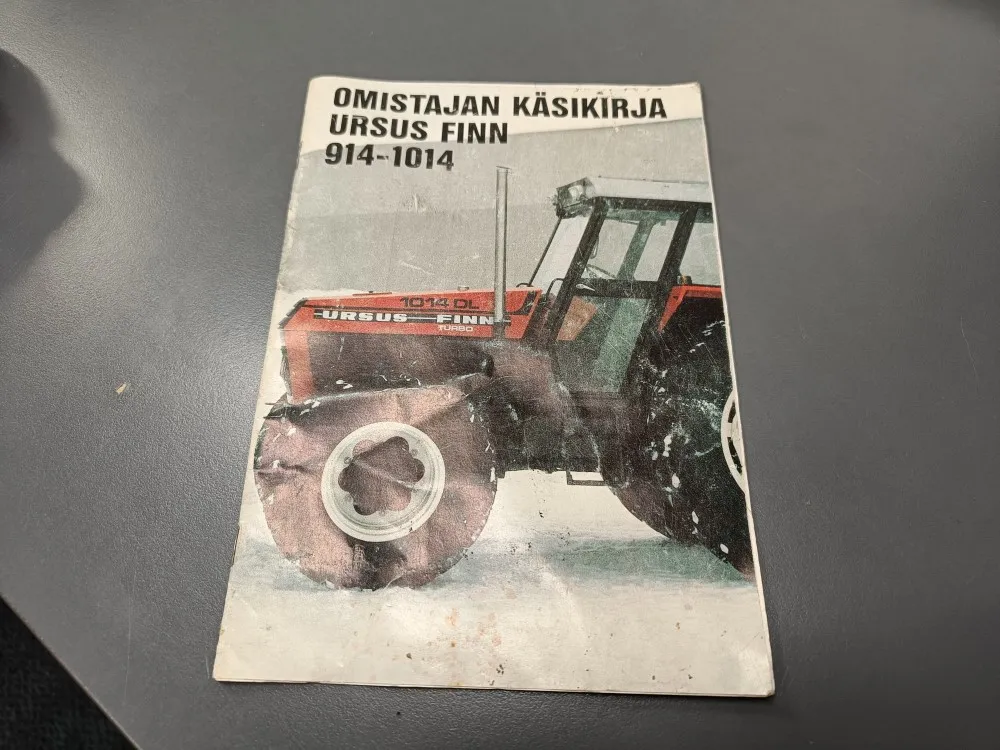 OMISTAJAN KÄSIKIRJA
URSUS FINN
914-1014
1014 DL
URSUS FINN
TURBO